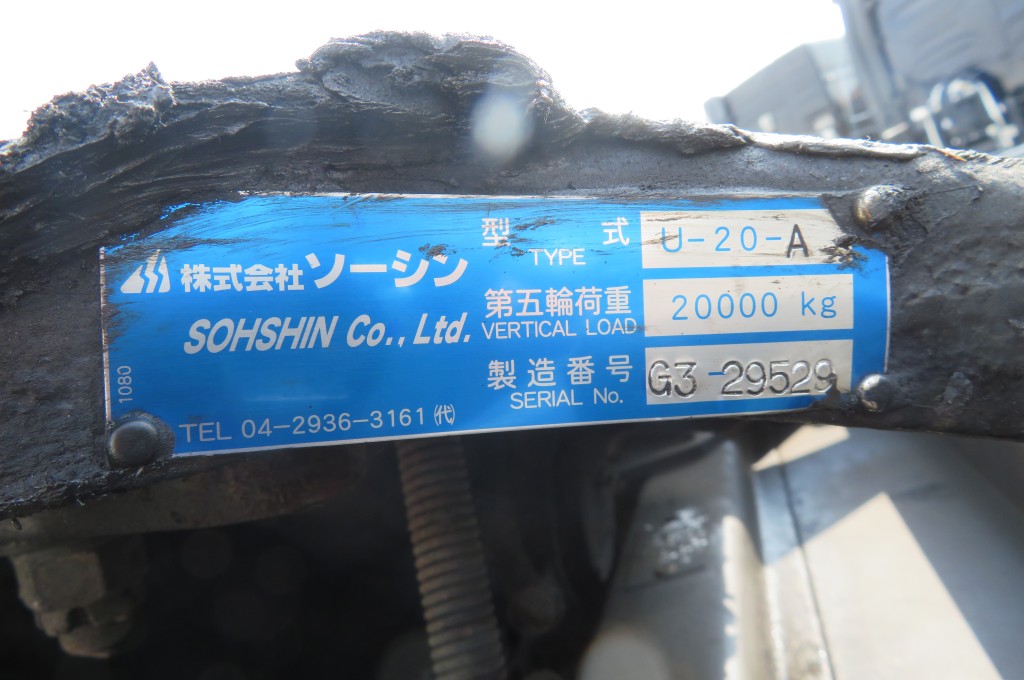 株式会社ソーシン
SOHSHIN Co., Ltd.
1080
TEL 04-2936-3161 ㈹
型 式 U-20-A
TYPE
第五輪荷重 20000 kg
VERTICAL LOAD
製造番号 G3-29529
SERIAL No.